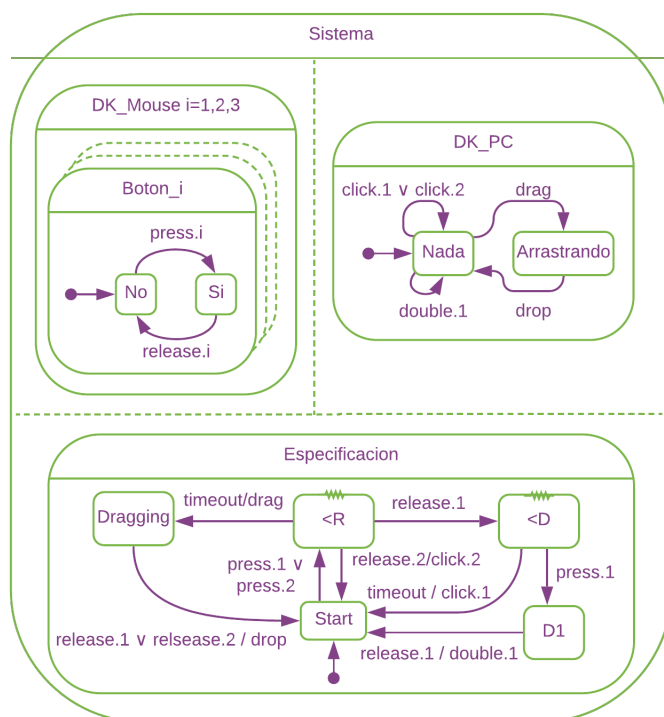 Sistema
DK_Mouse i=1,2,3
Boton_i
press.i
No
Si
release.i
DK_PC
click.1 ∨ click.2
drag
Nada
Arrastrando
double.1
drop
Especificacion
timeout/drag
release.1
Dragging
<R
<D
press.1 ∨
press.2
release.2/click.2
timeout / click.1
press.1
Start
D1
release.1 ∨ relsease.2 / drop
release.1 / double.1